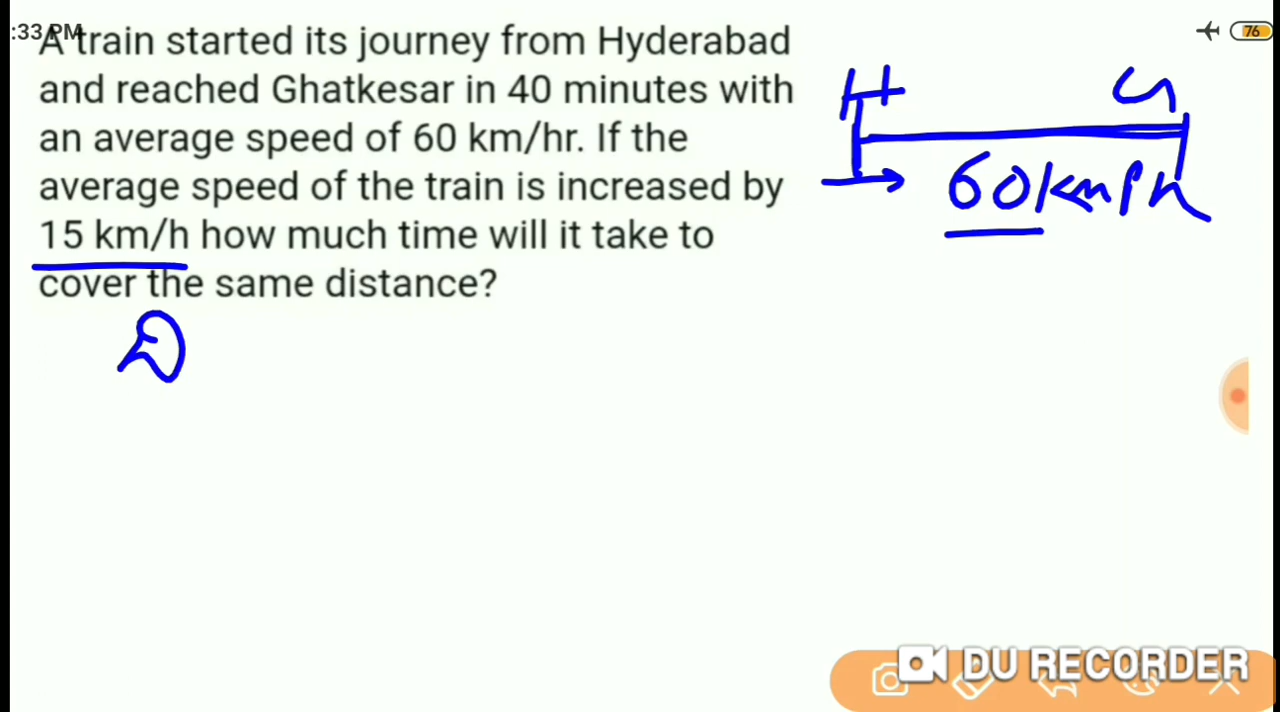 :33 PM
76
A train started its journey from Hyderabad
and reached Ghatkesar in 40 minutes with
an average speed of 60 km/hr. If the
average speed of the train is increased by
15 km/h how much time will it take to
cover the same distance?
H G
60kmph
DU RECORDER